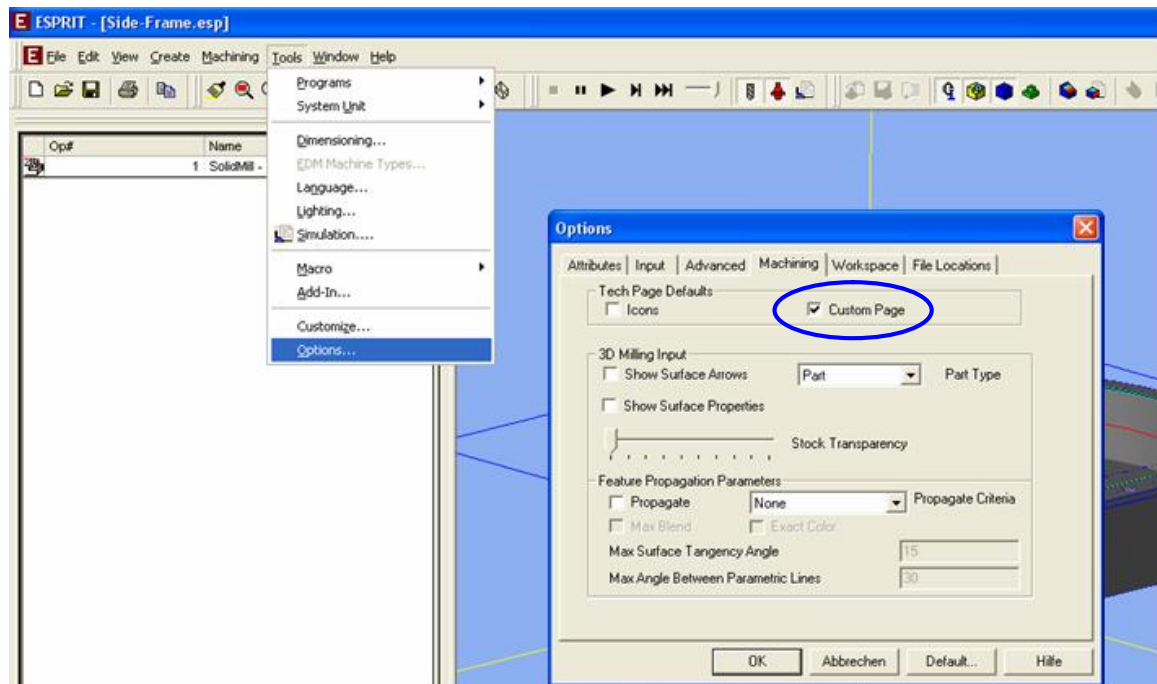 ESPRIT - [Side-Frame.esp]
File Edit View Create Machining Tools Window Help
Programs
System Unit
Dimensioning...
EDM Machine Types...
Language...
Lighting...
Simulation....
Macro
Add-In...
Customize...
Options...
Op# Name
1 SolidMill -
Options
Attributes Input Advanced Machining Workspace File Locations
Tech Page Defaults
Icons Custom Page
3D Milling Input
Show Surface Arrows Part Part Type
Show Surface Properties
Stock Transparency
Feature Propagation Parameters
Propagate None Propagate Criteria
Max Blend Exact Color
Max Surface Tangency Angle 15
Max Angle Between Parametric Lines 30
OK Abbrechen Default... Hilfe